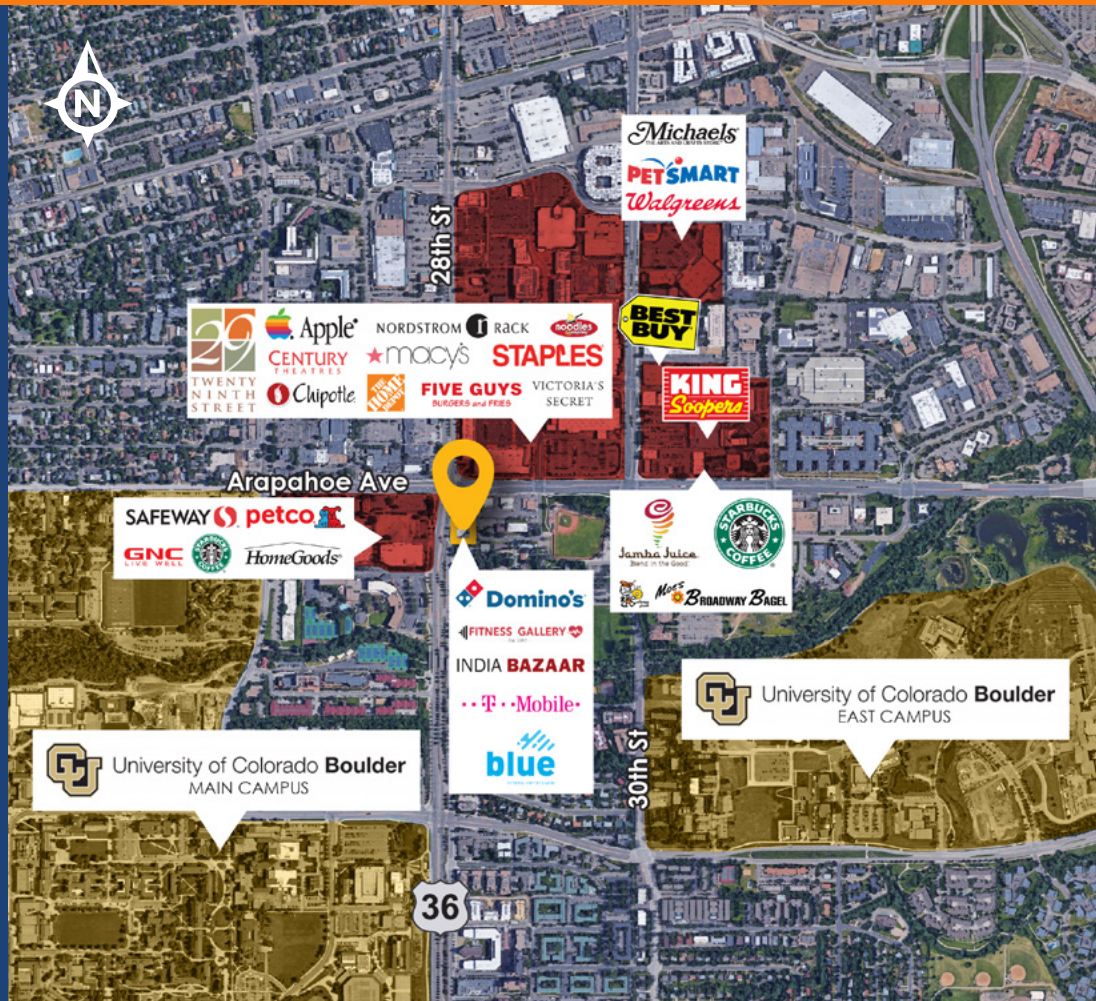 N
Michaels
THE ARTS AND CRAFTS STORE
PETSMART
Walgreens
28th St
BEST
BUY
29
TWENTY
NINTH
STREET
Apple
NORDSTROM rack
noodles
& COMPANY
CENTURY
THEATRES
macy's
STAPLES
Chipotle
THE HOME DEPOT
FIVE GUYS
BURGERS and FRIES
VICTORIA'S
SECRET
KING
Soopers
Arapahoe Ave
SAFEWAY
petco
GNC
LIVE WELL
STARBUCKS
COFFEE
HomeGoods
Jamba Juice
Blend in the Good
STARBUCKS
COFFEE
Moe's BROADWAY BAGEL
Domino's
FITNESS GALLERY
INDIA BAZAAR
T Mobile
blue
CU
University of Colorado Boulder
EAST CAMPUS
30th St
CU
University of Colorado Boulder
MAIN CAMPUS
36